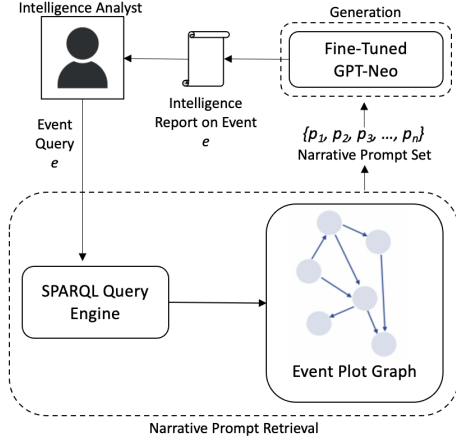 Intelligence Analyst
Generation
Fine-Tuned
GPT-Neo
Intelligence
Report on Event
e
Event
Query
e
{p1, p2, p3, ..., pn}
Narrative Prompt Set
SPARQL Query
Engine
Event Plot Graph
Narrative Prompt Retrieval